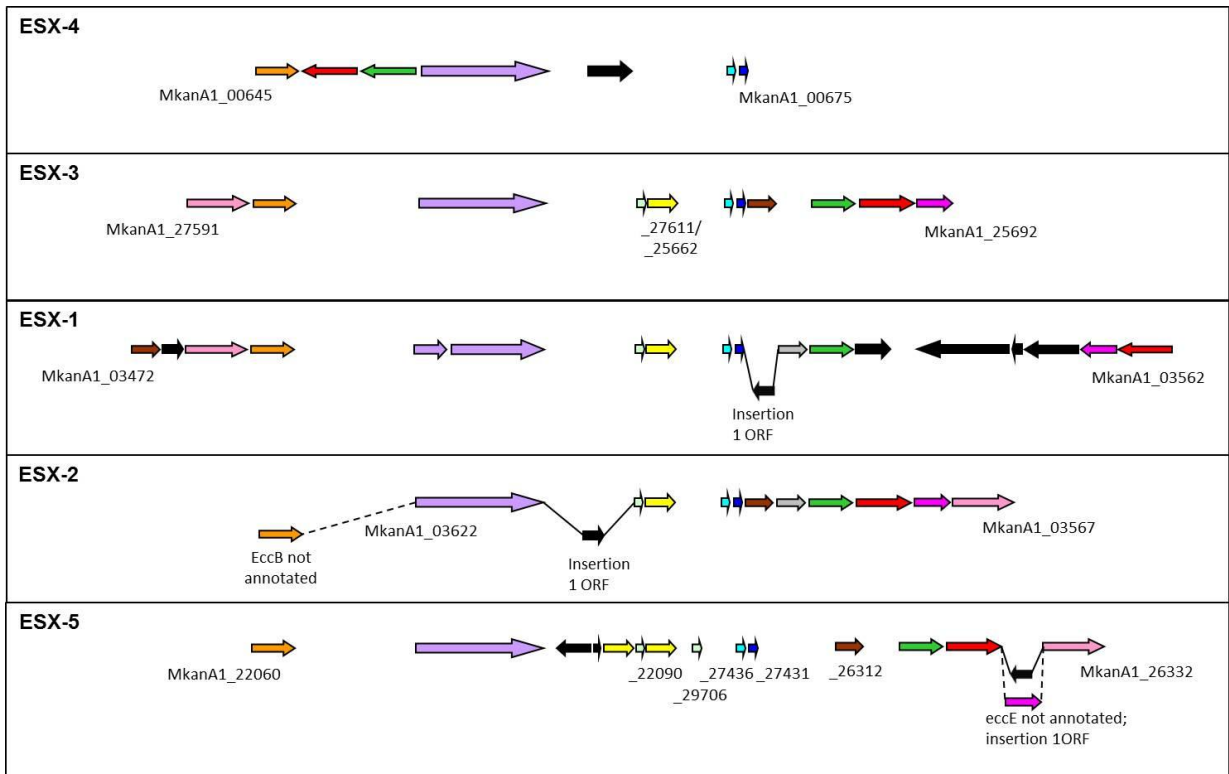 ESX-4
MkanA1_00645
MkanA1_00675
ESX-3
MkanA1_27591
_27611/
_25662
MkanA1_25692
ESX-1
MkanA1_03472
Insertion
1 ORF
MkanA1_03562
ESX-2
EccB not
annotated
MkanA1_03622
Insertion
1 ORF
MkanA1_03567
ESX-5
MkanA1_22060
_22090
_29706
_27436
_27431
_26312
MkanA1_26332
eccE not annotated;
insertion 1ORF